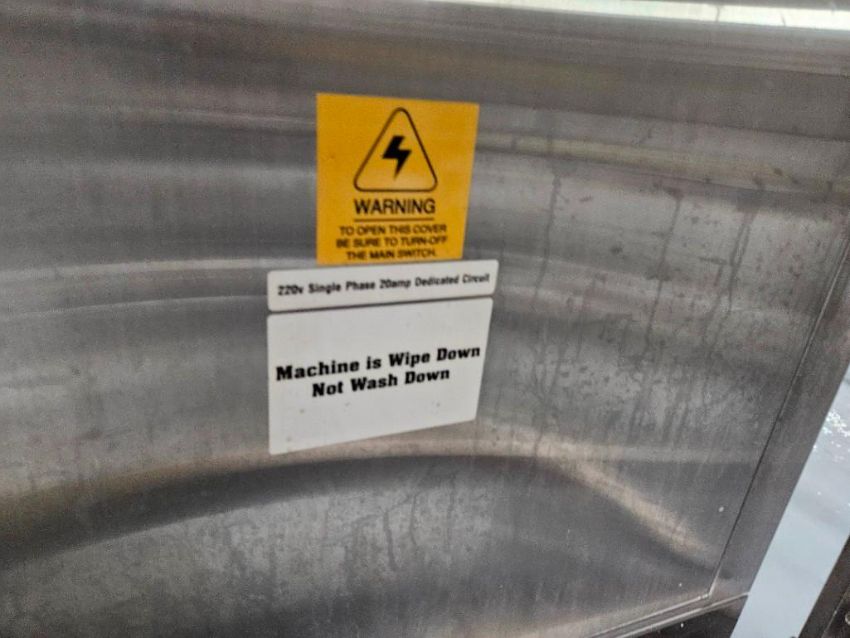 WARNING
TO OPEN THIS COVER
BE SURE TO TURN-OFF
THE MAIN SWITCH.
220v Single Phase 20amp Dedicated Circuit
Machine is Wipe Down
Not Wash Down